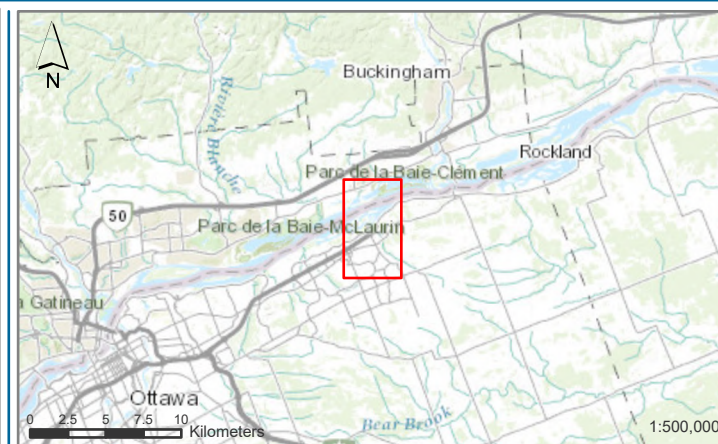 N
Buckingham
Rivière Blanche
Rockland
Parc de la Baie-Clément
50
Parc de la Baie-McLaurin
a Gatineau
Ottawa
0 2.5 5 7.5 10
Kilometers
Bear Brook
1:500,000